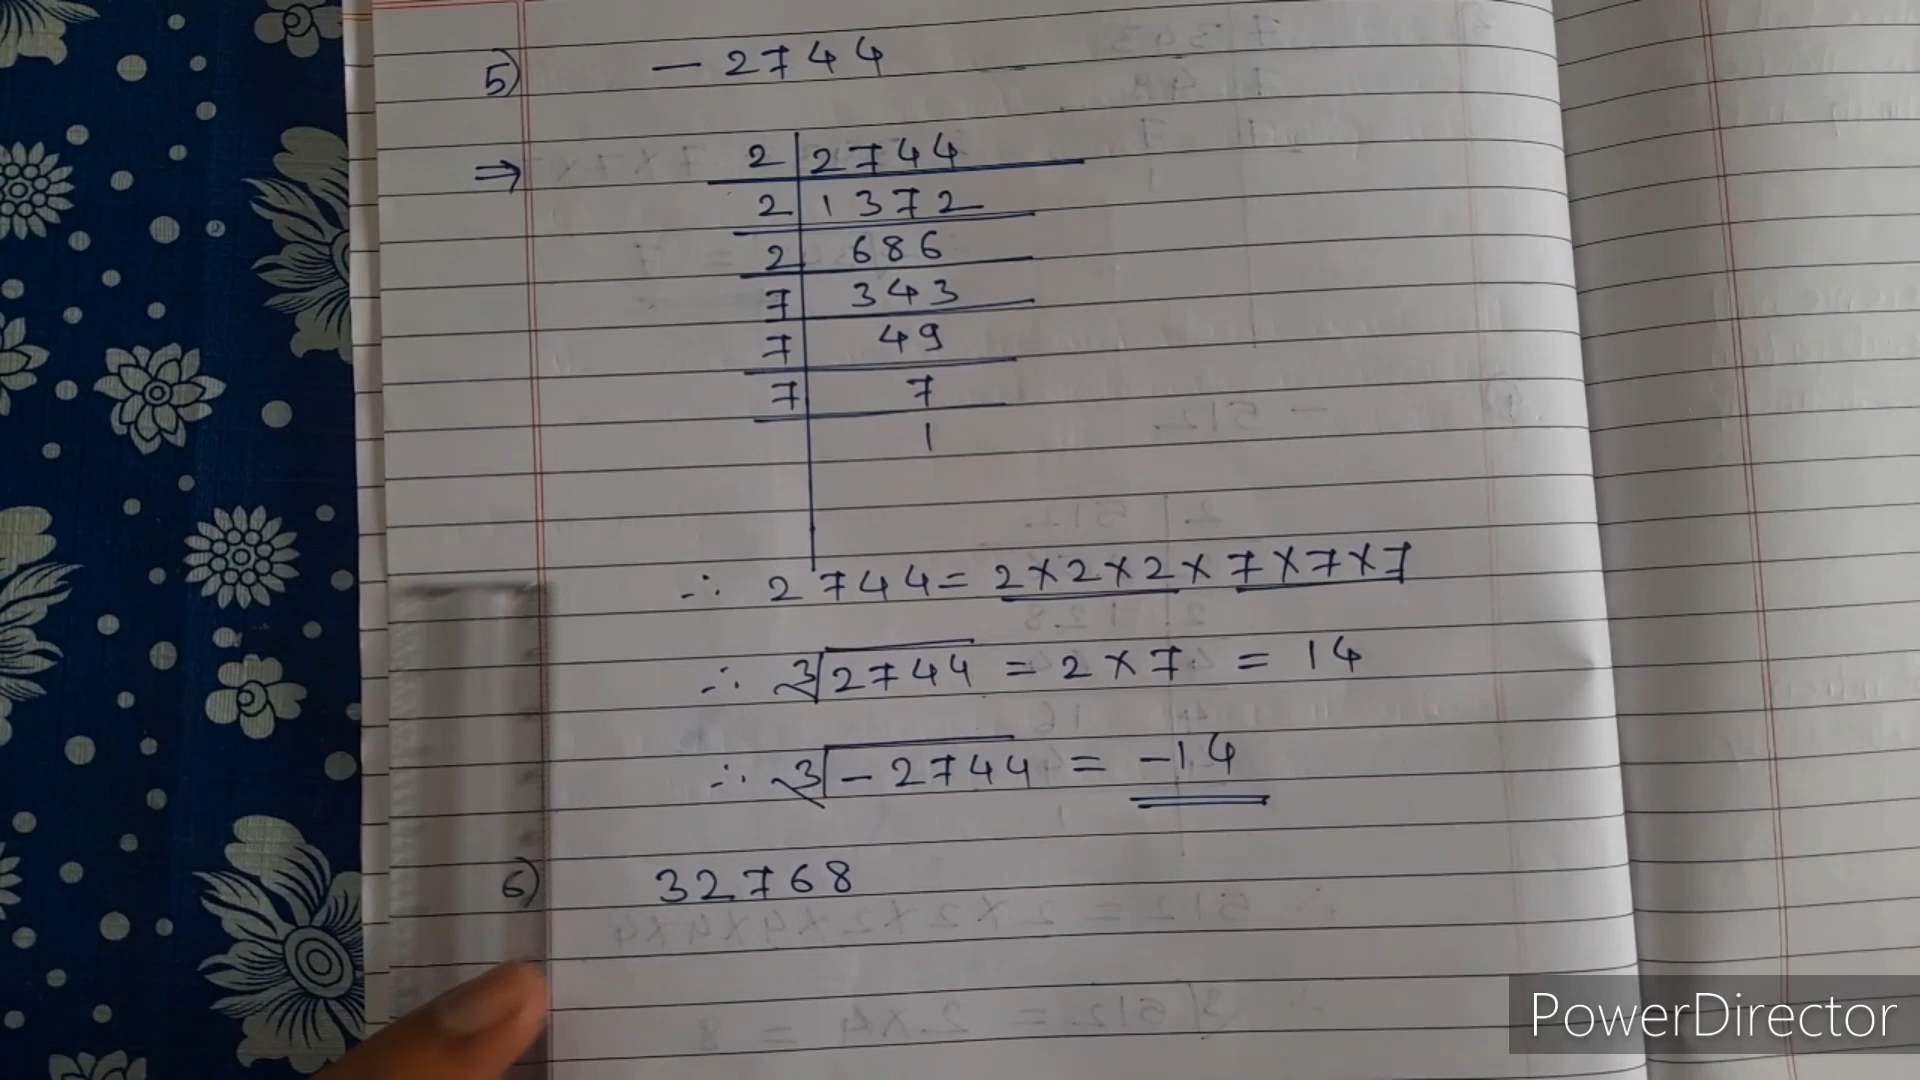 5) - 2744
⇒ 2 | 2744
2 | 1372
2 | 686
7 | 343
7 | 49
7 | 7
1
∴ 2744 = 2×2×2×7×7×7
∴ ∛2744 = 2×7 = 14
∴ ∛-2744 = -14
6) 32768
PowerDirector